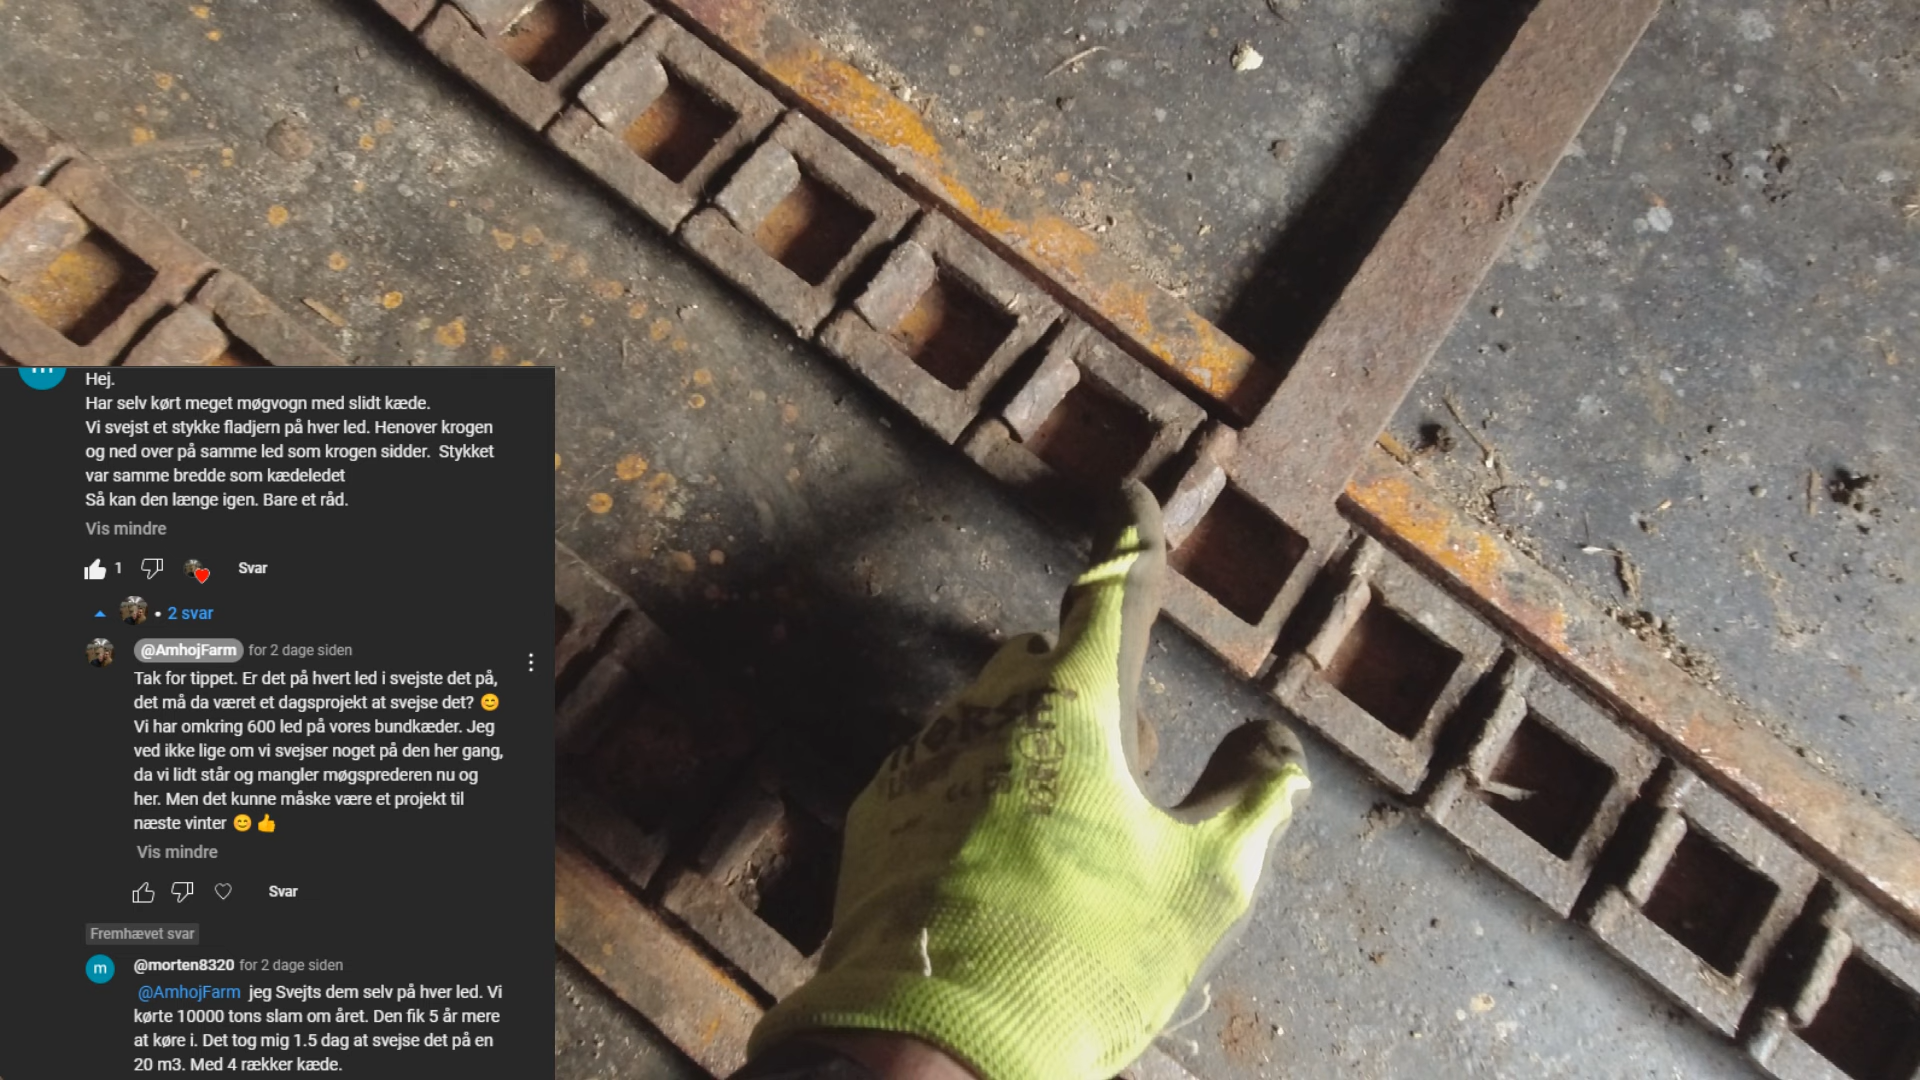 m
Hej.
Har selv kørt meget møgvogn med slidt kæde.
Vi svejst et stykke fladjern på hver led. Henover krogen
og ned over på samme led som krogen sidder. Stykket
var samme bredde som kædeledet
Så kan den længe igen. Bare et råd.
Vis mindre
1 Svar
• 2 svar
@AmhojFarm for 2 dage siden
Tak for tippet. Er det på hvert led i svejste det på,
det må da været et dagsprojekt at svejse det? 😊
Vi har omkring 600 led på vores bundkæder. Jeg
ved ikke lige om vi svejser noget på den her gang,
da vi lidt står og mangler møgsprederen nu og
her. Men det kunne måske være et projekt til
næste vinter 😊 👍
Vis mindre
Svar
Fremhævet svar
m @morten8320 for 2 dage siden
@AmhojFarm jeg Svejts dem selv på hver led. Vi
kørte 10000 tons slam om året. Den fik 5 år mere
at køre i. Det tog mig 1.5 dag at svejse det på en
20 m3. Med 4 rækker kæde.